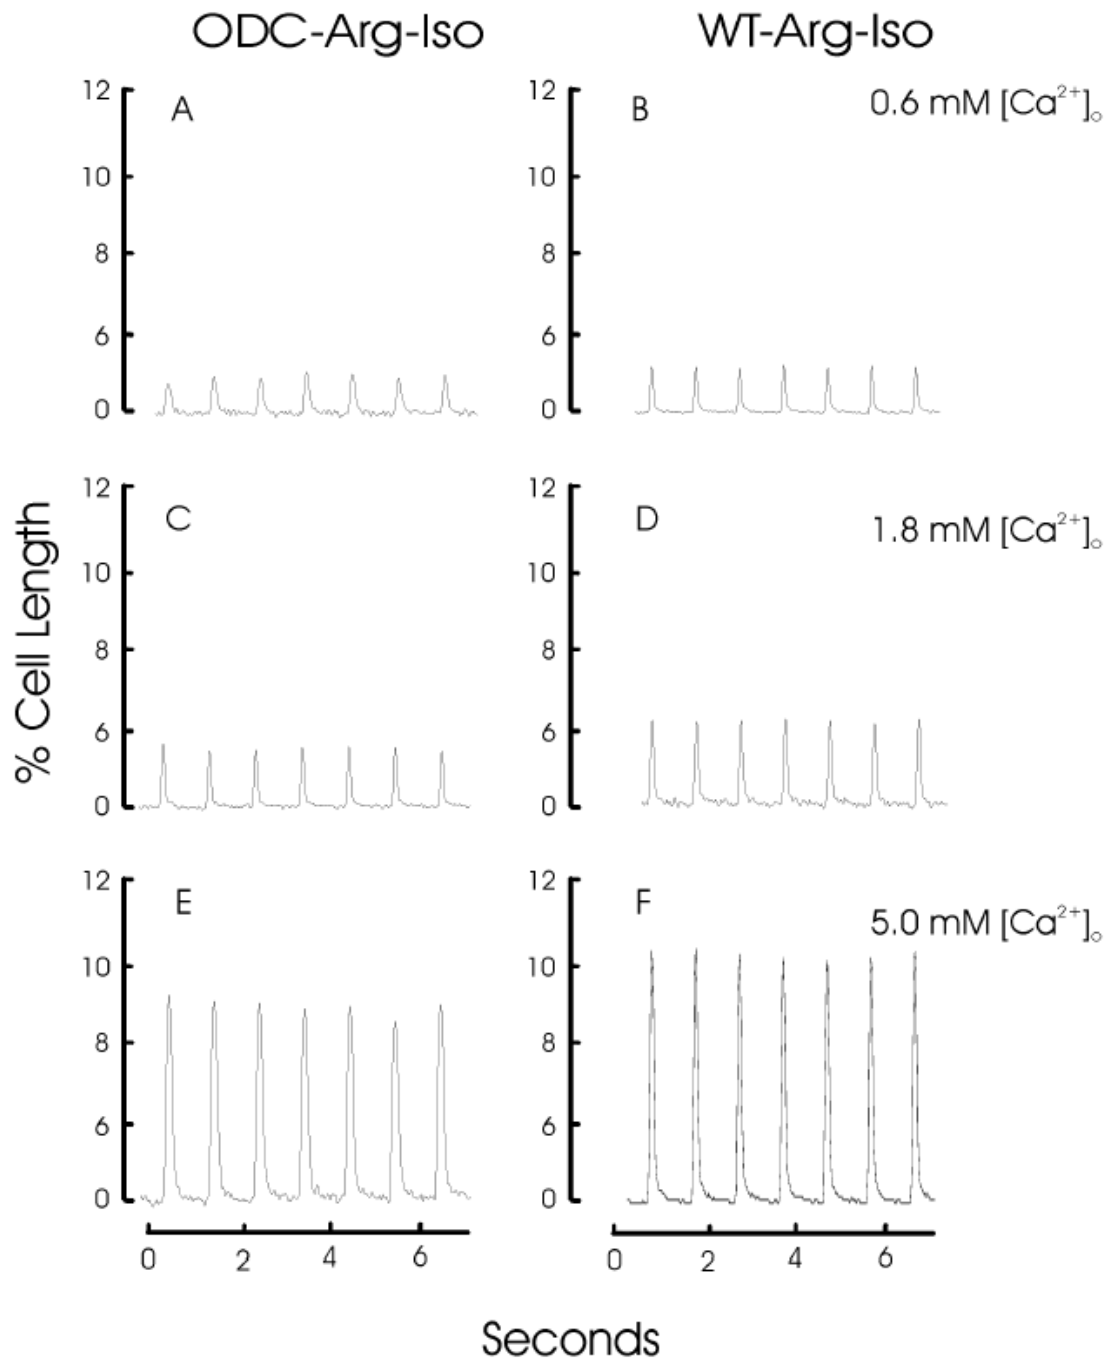 ODC-Arg-Iso WT-Arg-Iso
A B 0.6 mM [Ca²⁺]ₒ
12 12
10 10
8 8
6 6
0 0
C D 1.8 mM [Ca²⁺]ₒ
12 12
10 10
8 8
6 6
0 0
% Cell Length
E F 5.0 mM [Ca²⁺]ₒ
12 12
10 10
8 8
6 6
0 0
0 2 4 6 0 2 4 6
Seconds